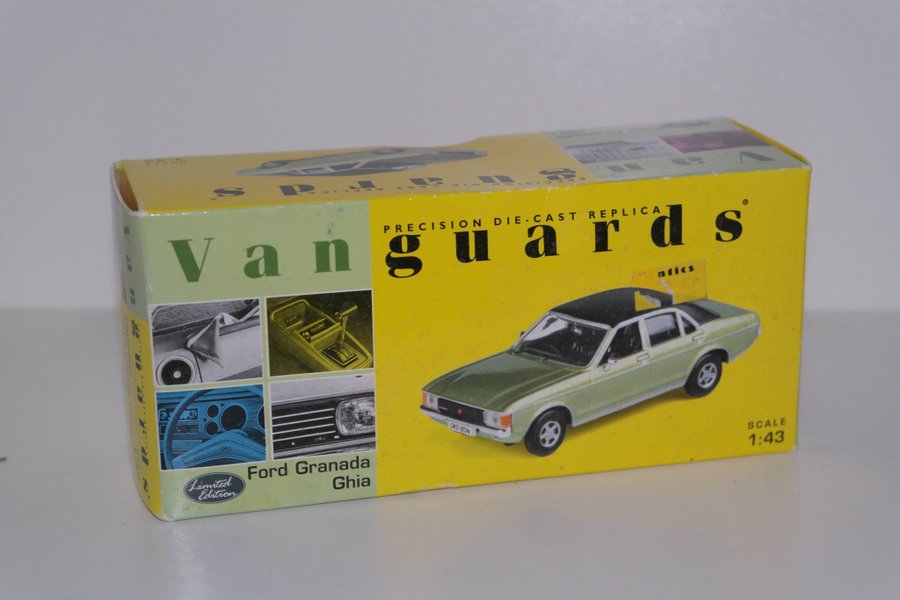 PRECISION DIE-CAST REPLICA
Vanguards®
SCALE
1:43
Ford Granada
Ghia
Limited
Edition